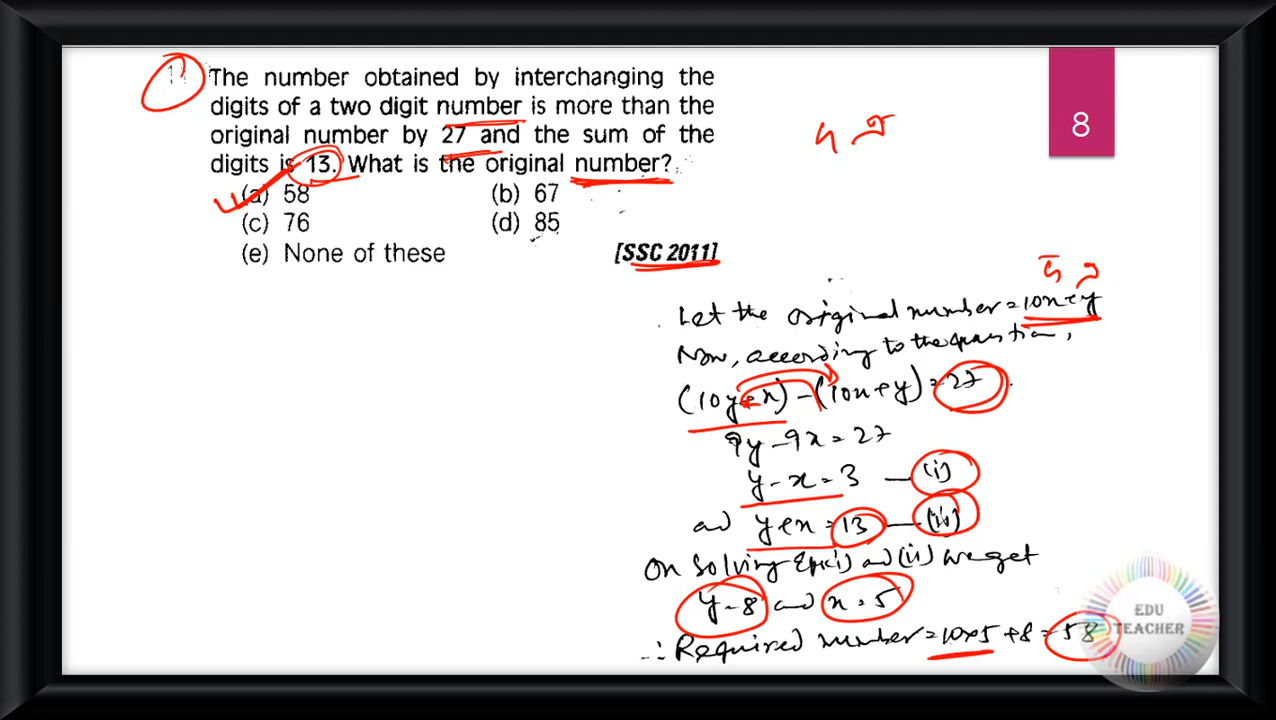 The number obtained by interchanging the
digits of a two digit number is more than the
original number by 27 and the sum of the
digits is 13. What is the original number?
(a) 58 (b) 67
(c) 76 (d) 85
(e) None of these [SSC 2011]
8
Let the original number = 10x+y
Now, according to the question,
(10y+x) - (10x+y) = 27
9y-9x = 27
y-x = 3 — (i)
and y+x = 13 — (ii)
On Solving Eqs(i) and (ii) we get
y-8 and x = 5
∴ Required number = 10×5 + 8 = 58
EDU
TEACHER